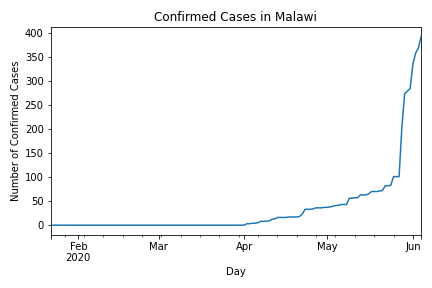 Confirmed Cases in Malawi
Number of Confirmed Cases
400
350
300
250
200
150
100
50
0
Feb
2020
Mar
Apr
May
Jun
Day